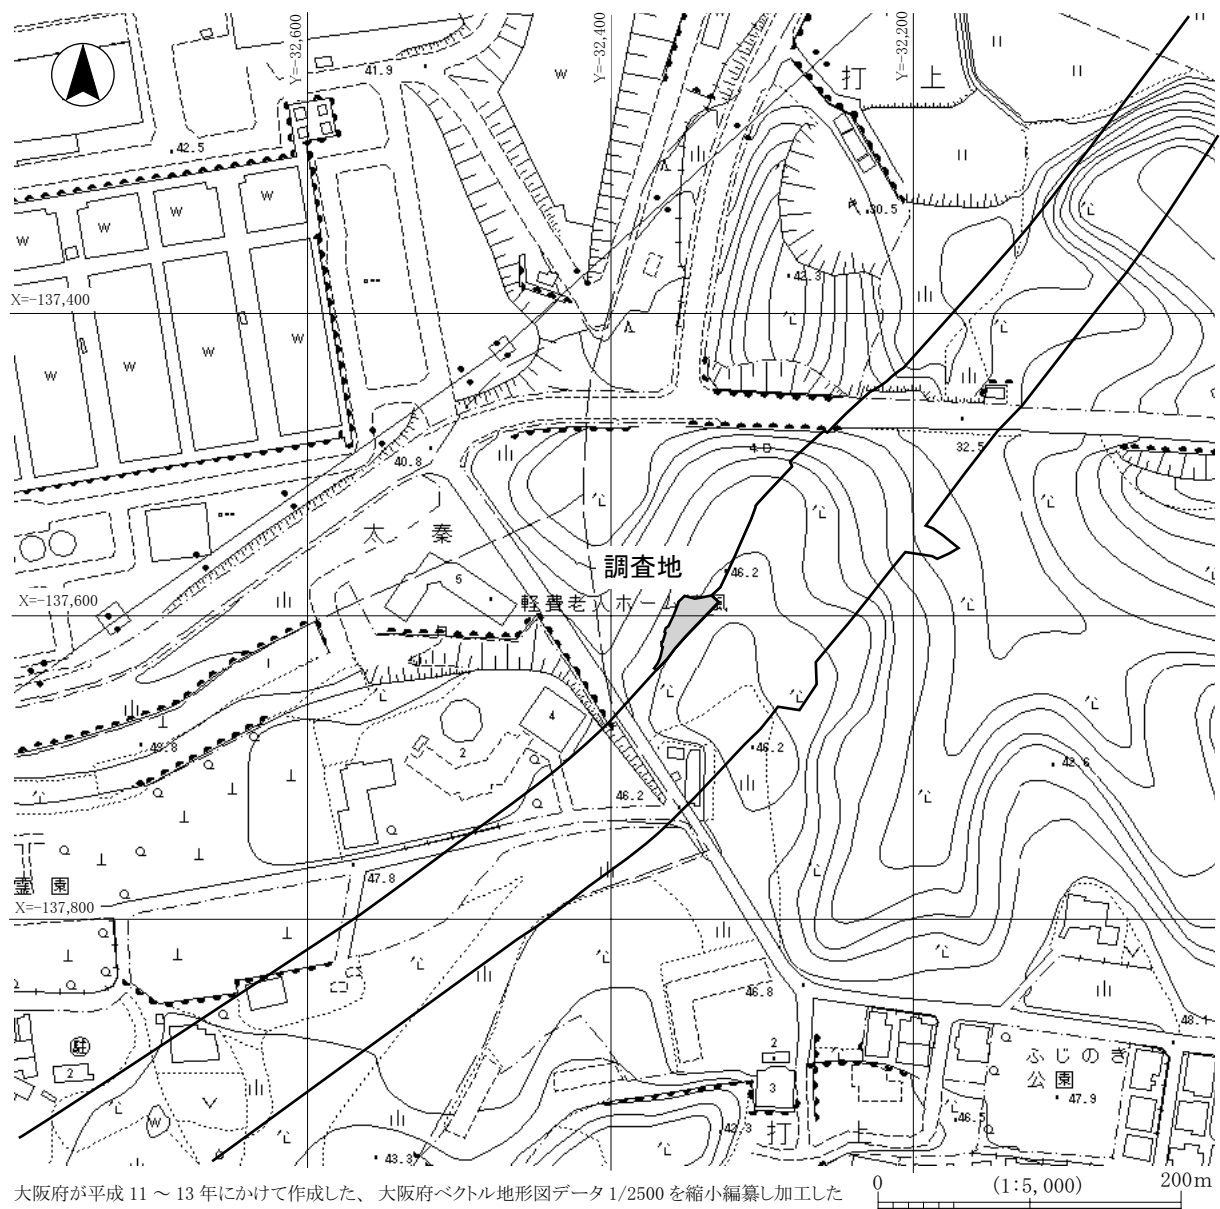 Y=-32,600
Y=-32,400
Y=-32,200
41.9
打 上
42.5
30.5
42.3
X=-137,400
4
32.5
40.8
太 秦
調査地
46.2
5
X=-137,600
軽費老人ホーム
風
4
49.8
2
46.2
42.6
46.2
47.8
霊園
X=-137,800
46.8
48.1
駐
2
2
3
ふじのき
公園
47.9
46.5
42.3
打 上
43.3
大阪府が平成 11 ～ 13 年にかけて作成した、 大阪府ベクトル地形図データ 1/2500 を縮小編纂し加工した
0 (1:5,000) 200m